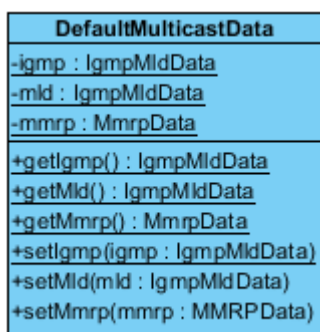 DefaultMulticastData
-igmp : IgmpMldData
-mld : IgmpMldData
-mmrp : MmrpData
+getIgmp() : IgmpMldData
+getMld() : IgmpMldData
+getMmrp() : MmrpData
+setIgmp(igmp : IgmpMldData)
+setMld(mld : IgmpMldData)
+setMmrp(mmrp : MMRPData)